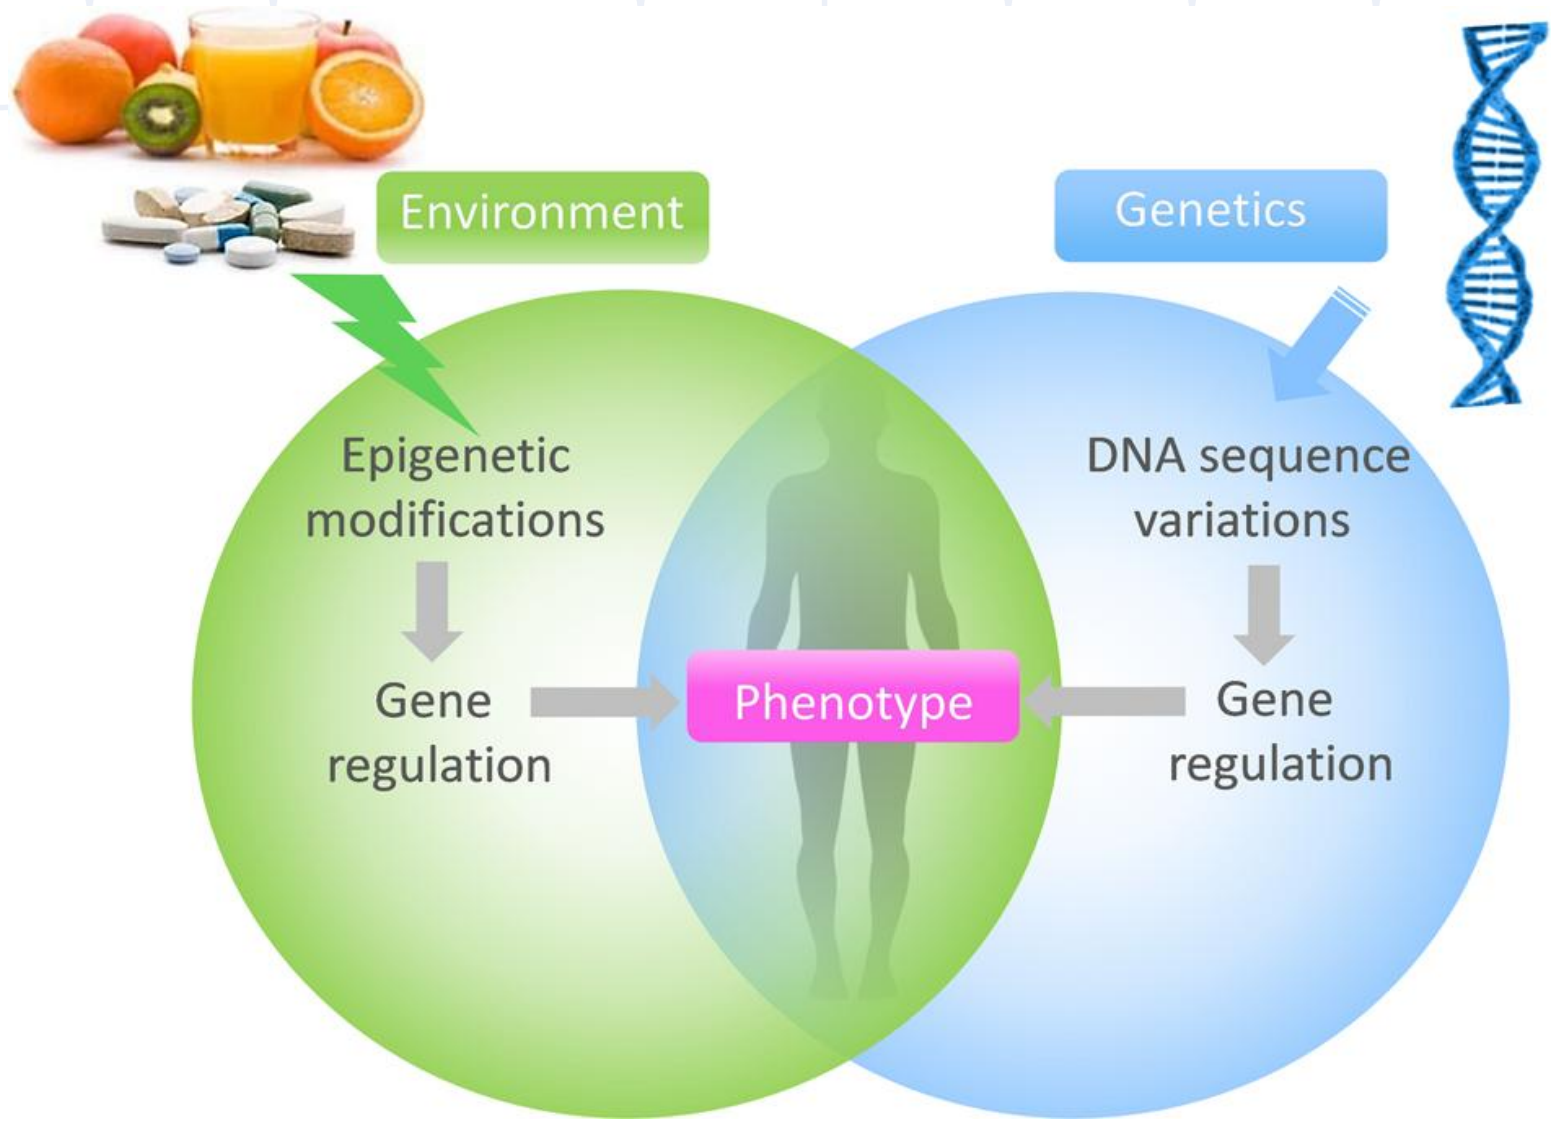 Environment
Genetics
Epigenetic
modifications
DNA sequence
variations
Gene
regulation
Phenotype
Gene
regulation